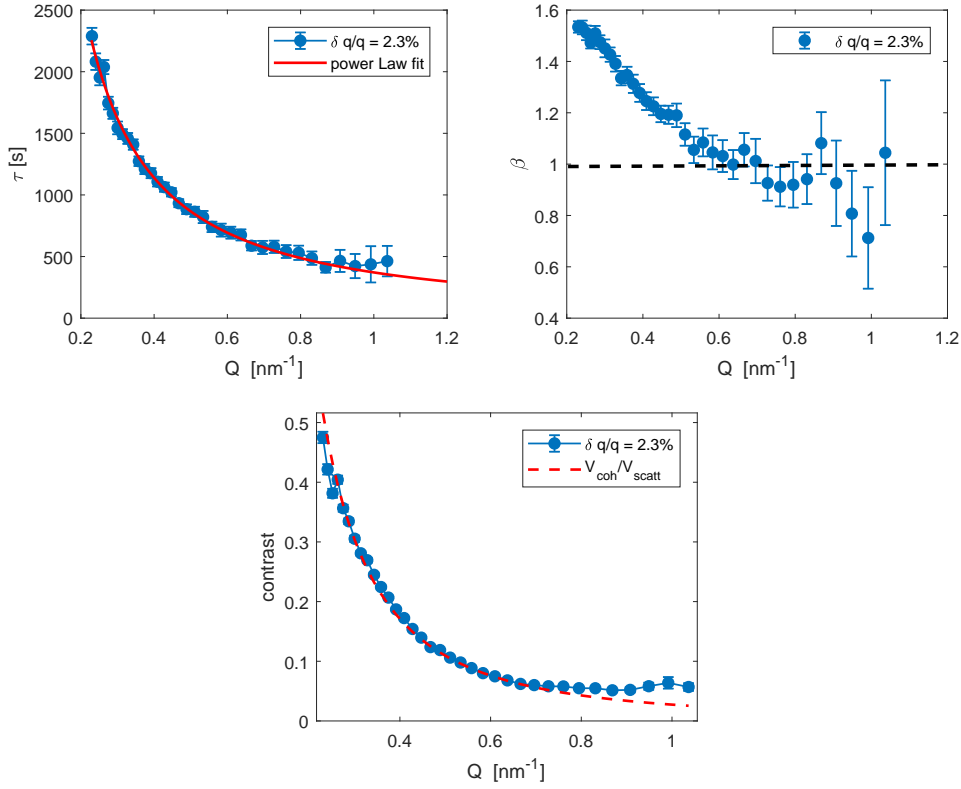 2500
2000
1500
1000
500
0
τ [s]
0.2 0.4 0.6 0.8 1 1.2
Q [nm-1]
δ q/q = 2.3%
power Law fit
1.6
1.4
1.2
1
0.8
0.6
0.4
β
0.2 0.4 0.6 0.8 1 1.2
Q [nm-1]
δ q/q = 2.3%
0.5
0.4
0.3
0.2
0.1
0
contrast
0.4 0.6 0.8 1
Q [nm-1]
δ q/q = 2.3%
Vcoh/Vscatt